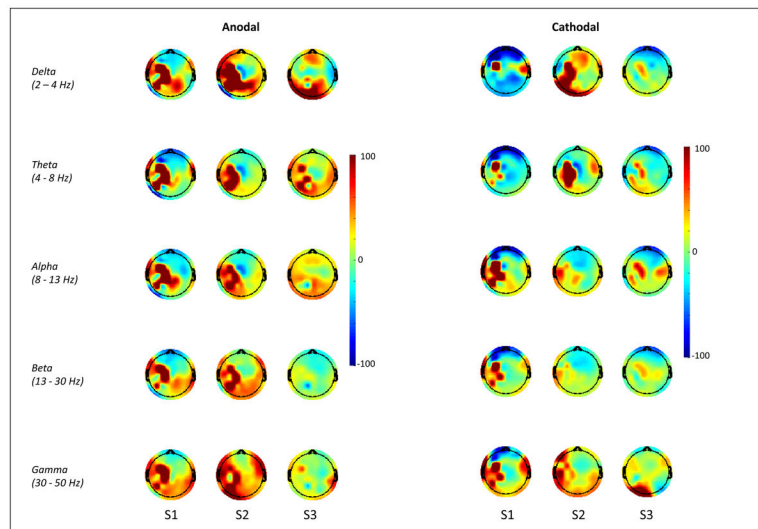 Anodal
Cathodal
Delta
(2 – 4 Hz)
Theta
(4 - 8 Hz)
100
100
0
0
Alpha
(8 - 13 Hz)
-100
-100
Beta
(13 - 30 Hz)
Gamma
(30 - 50 Hz)
S1 S2 S3
S1 S2 S3